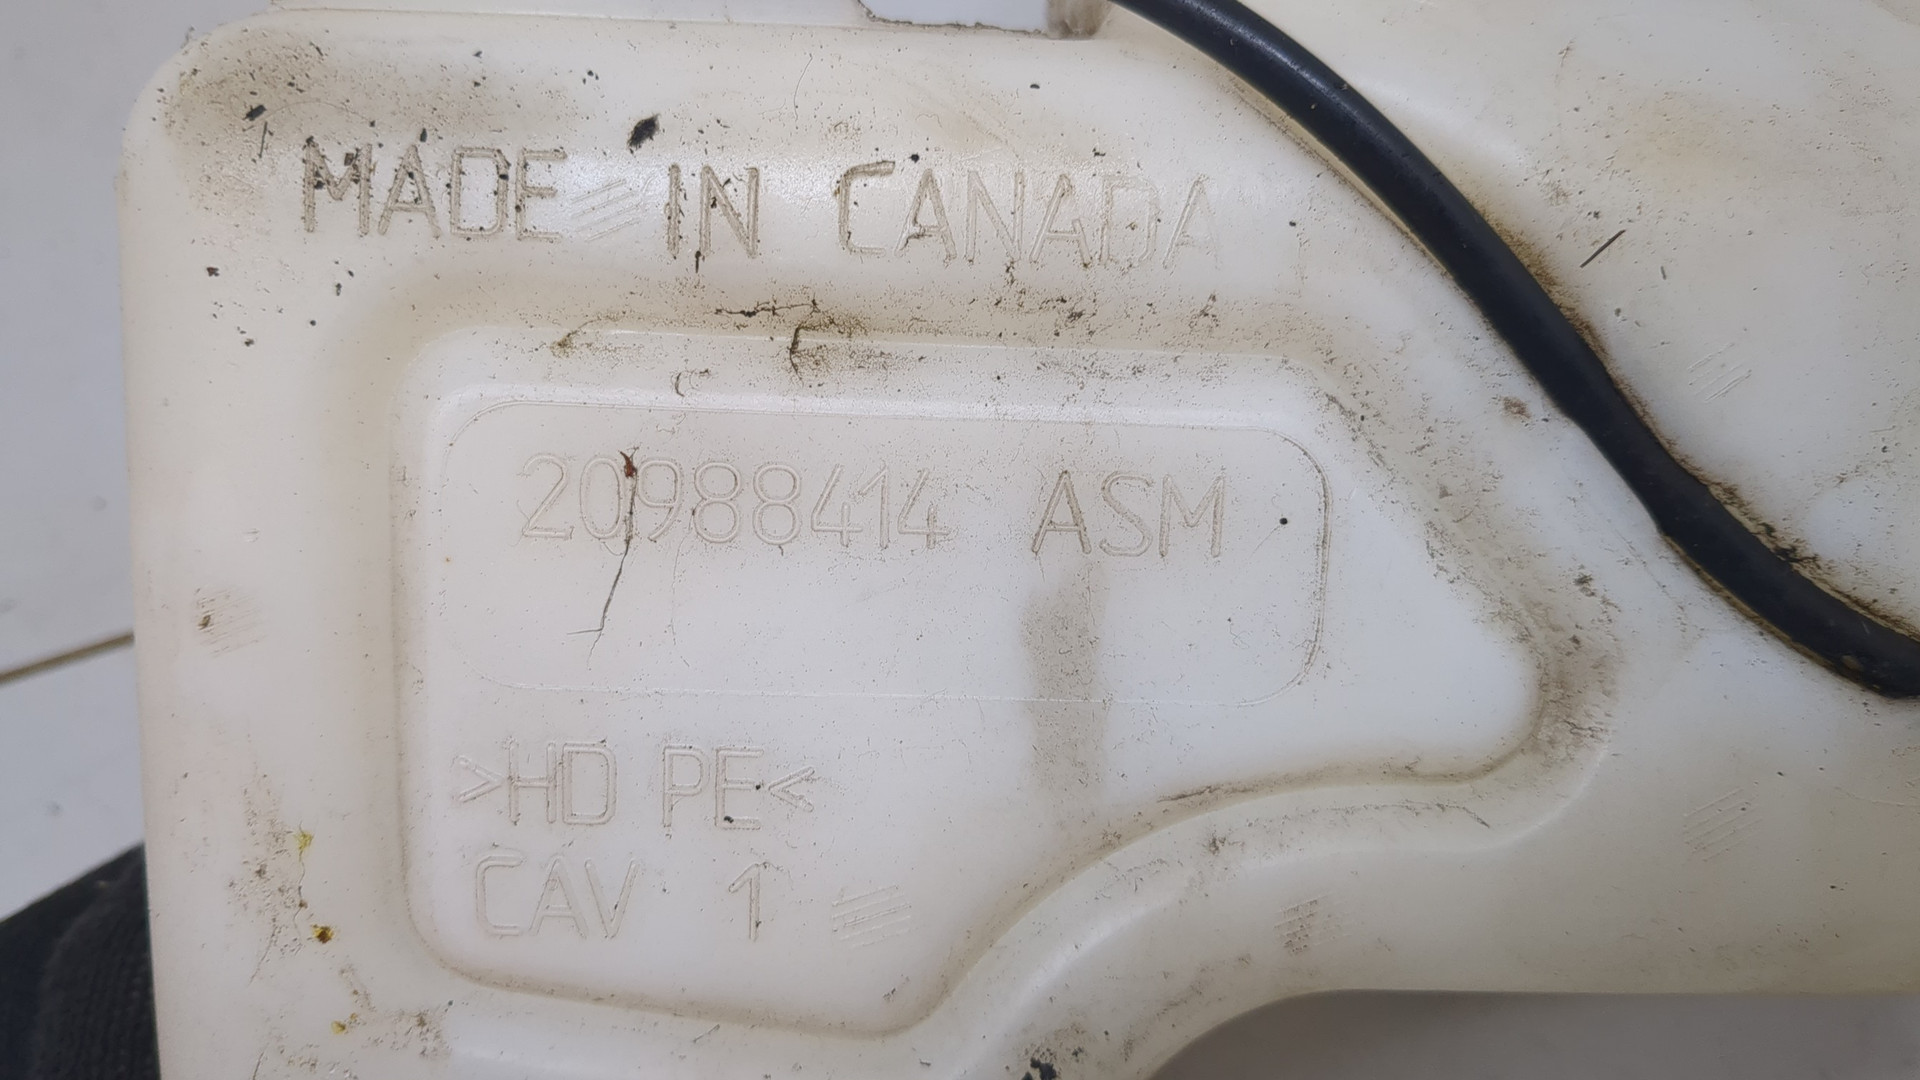 MADE IN CANADA
20988414 ASM
>HD PE<
CAV 1